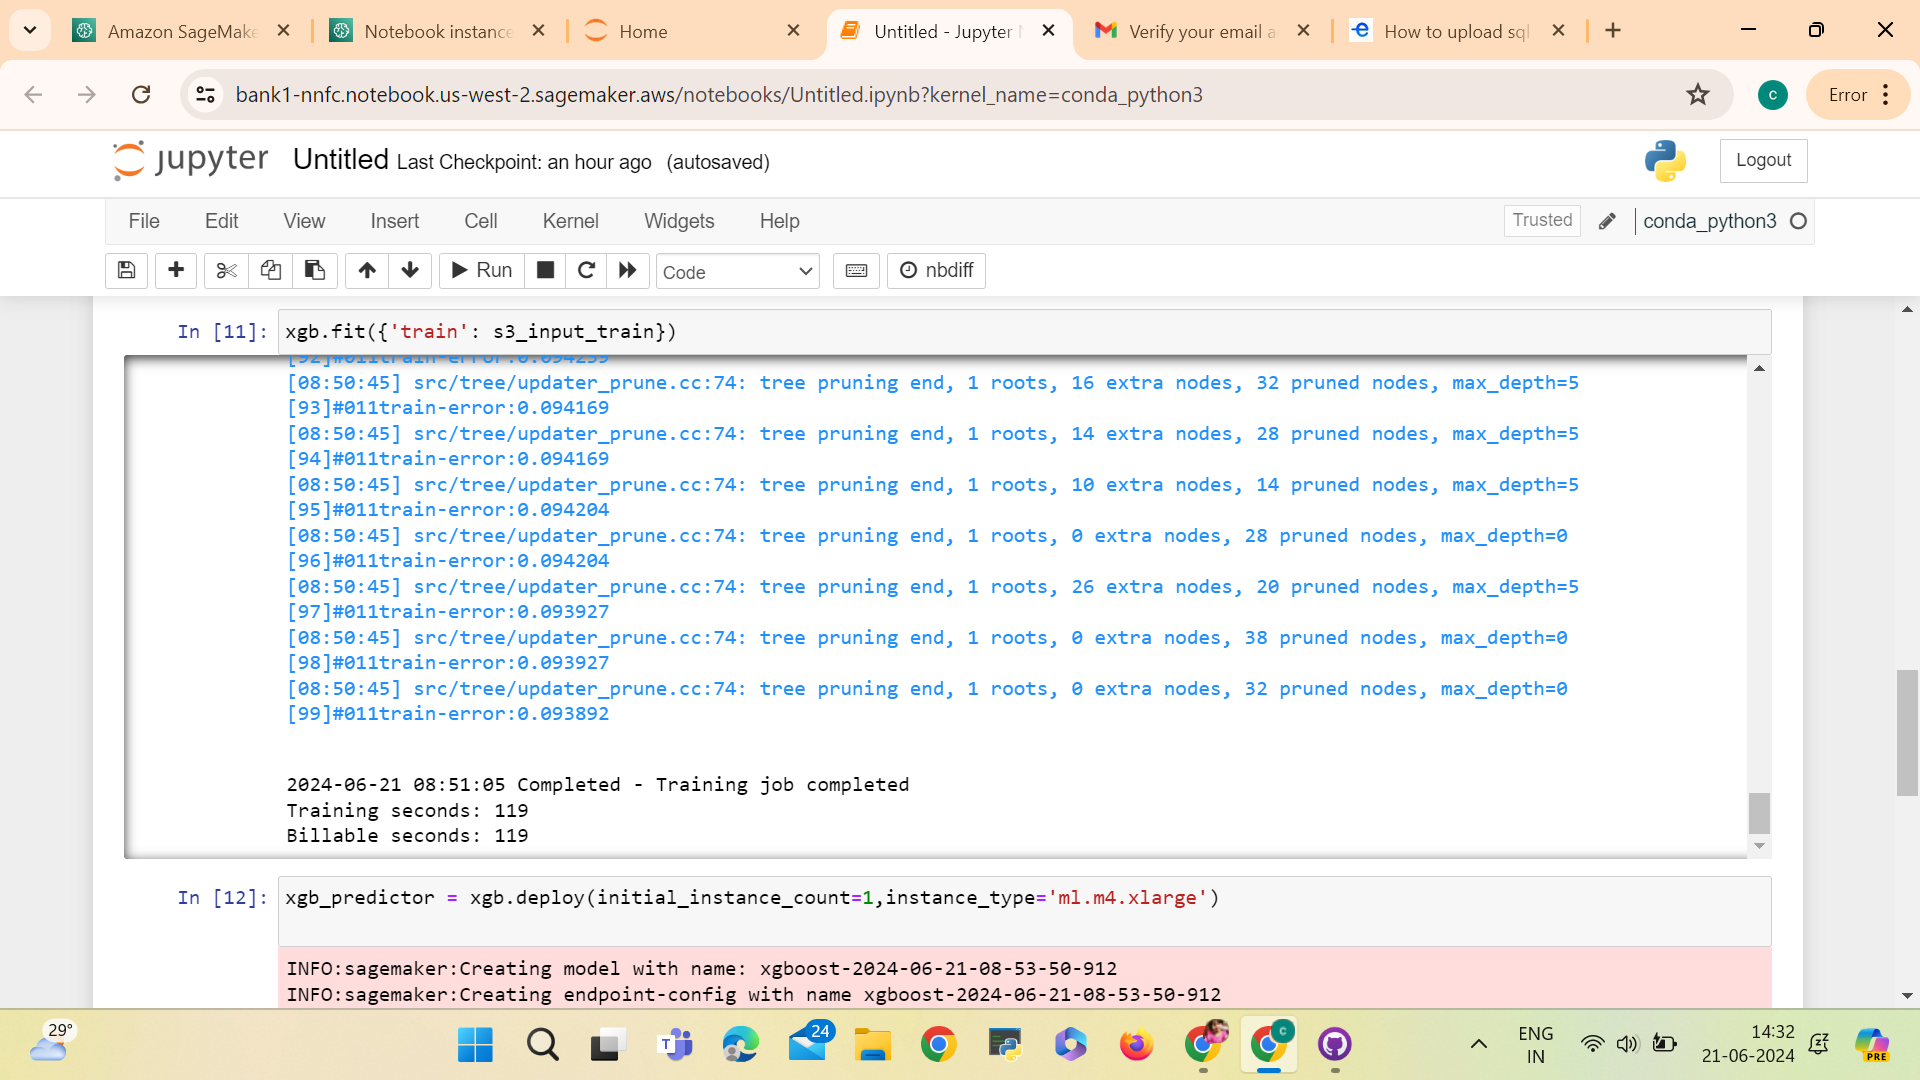 Amazon SageMake
Notebook instance
Home
Untitled - Jupyter N
Verify your email a
How to upload sql
bank1-nnfc.notebook.us-west-2.sagemaker.aws/notebooks/Untitled.ipynb?kernel_name=conda_python3
c
Error
jupyter
Untitled Last Checkpoint: an hour ago (autosaved)
Logout
File Edit View Insert Cell Kernel Widgets Help
Trusted
conda_python3
Run
Code
nbdiff
In [11]: xgb.fit({'train': s3_input_train})
[92]#011train-error:0.094239
[08:50:45] src/tree/updater_prune.cc:74: tree pruning end, 1 roots, 16 extra nodes, 32 pruned nodes, max_depth=5
[93]#011train-error:0.094169
[08:50:45] src/tree/updater_prune.cc:74: tree pruning end, 1 roots, 14 extra nodes, 28 pruned nodes, max_depth=5
[94]#011train-error:0.094169
[08:50:45] src/tree/updater_prune.cc:74: tree pruning end, 1 roots, 10 extra nodes, 14 pruned nodes, max_depth=5
[95]#011train-error:0.094204
[08:50:45] src/tree/updater_prune.cc:74: tree pruning end, 1 roots, 0 extra nodes, 28 pruned nodes, max_depth=0
[96]#011train-error:0.094204
[08:50:45] src/tree/updater_prune.cc:74: tree pruning end, 1 roots, 26 extra nodes, 20 pruned nodes, max_depth=5
[97]#011train-error:0.093927
[08:50:45] src/tree/updater_prune.cc:74: tree pruning end, 1 roots, 0 extra nodes, 38 pruned nodes, max_depth=0
[98]#011train-error:0.093927
[08:50:45] src/tree/updater_prune.cc:74: tree pruning end, 1 roots, 0 extra nodes, 32 pruned nodes, max_depth=0
[99]#011train-error:0.093892
2024-06-21 08:51:05 Completed - Training job completed
Training seconds: 119
Billable seconds: 119
In [12]: xgb_predictor = xgb.deploy(initial_instance_count=1,instance_type='ml.m4.xlarge')
INFO:sagemaker:Creating model with name: xgboost-2024-06-21-08-53-50-912
INFO:sagemaker:Creating endpoint-config with name xgboost-2024-06-21-08-53-50-912
29°
24
c
ENG
IN
14:32
21-06-2024
PRE